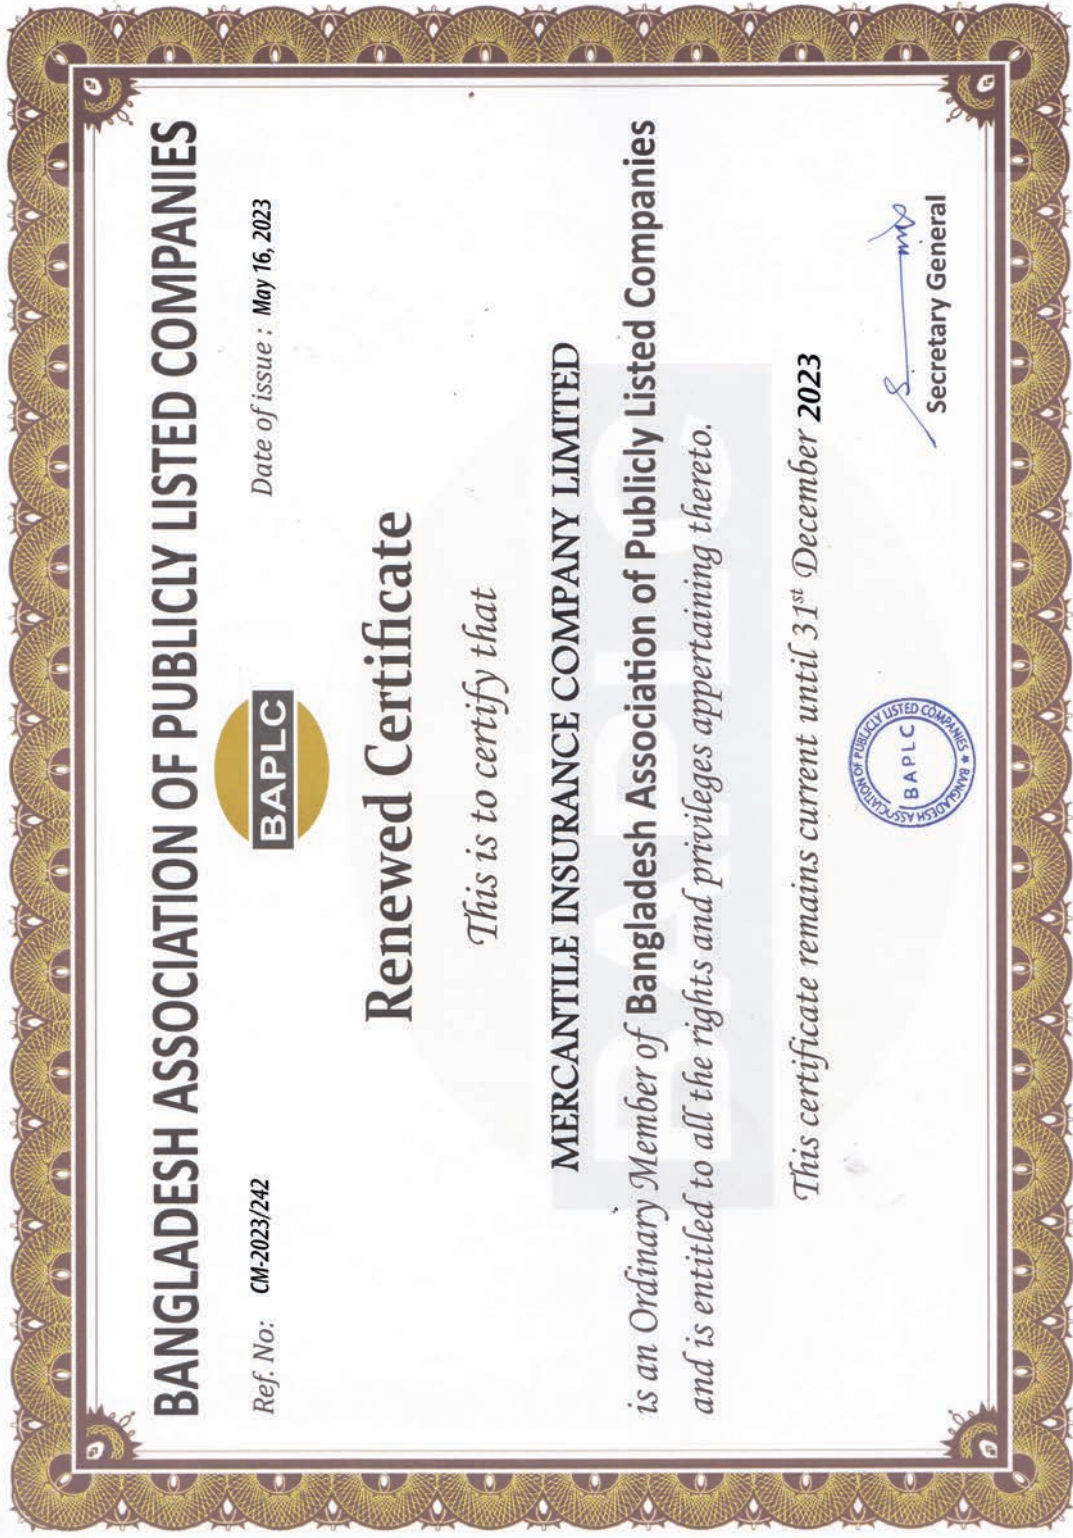 BANGLADESH ASSOCIATION OF PUBLICLY LISTED COMPANIES
Ref. No: CM-2023/242
BAPLC
Date of issue : May 16, 2023
Renewed Certificate
This is to certify that
MERCANTILE INSURANCE COMPANY LIMITED
is an Ordinary Member of Bangladesh Association of Publicly Listed Companies
and is entitled to all the rights and privileges appertaining thereto.
This certificate remains current until 31st December 2023
BANGLADESH ASSOCIATION OF PUBLICLY LISTED COMPANIES ★
BAPLC
Secretary General
BAPLC